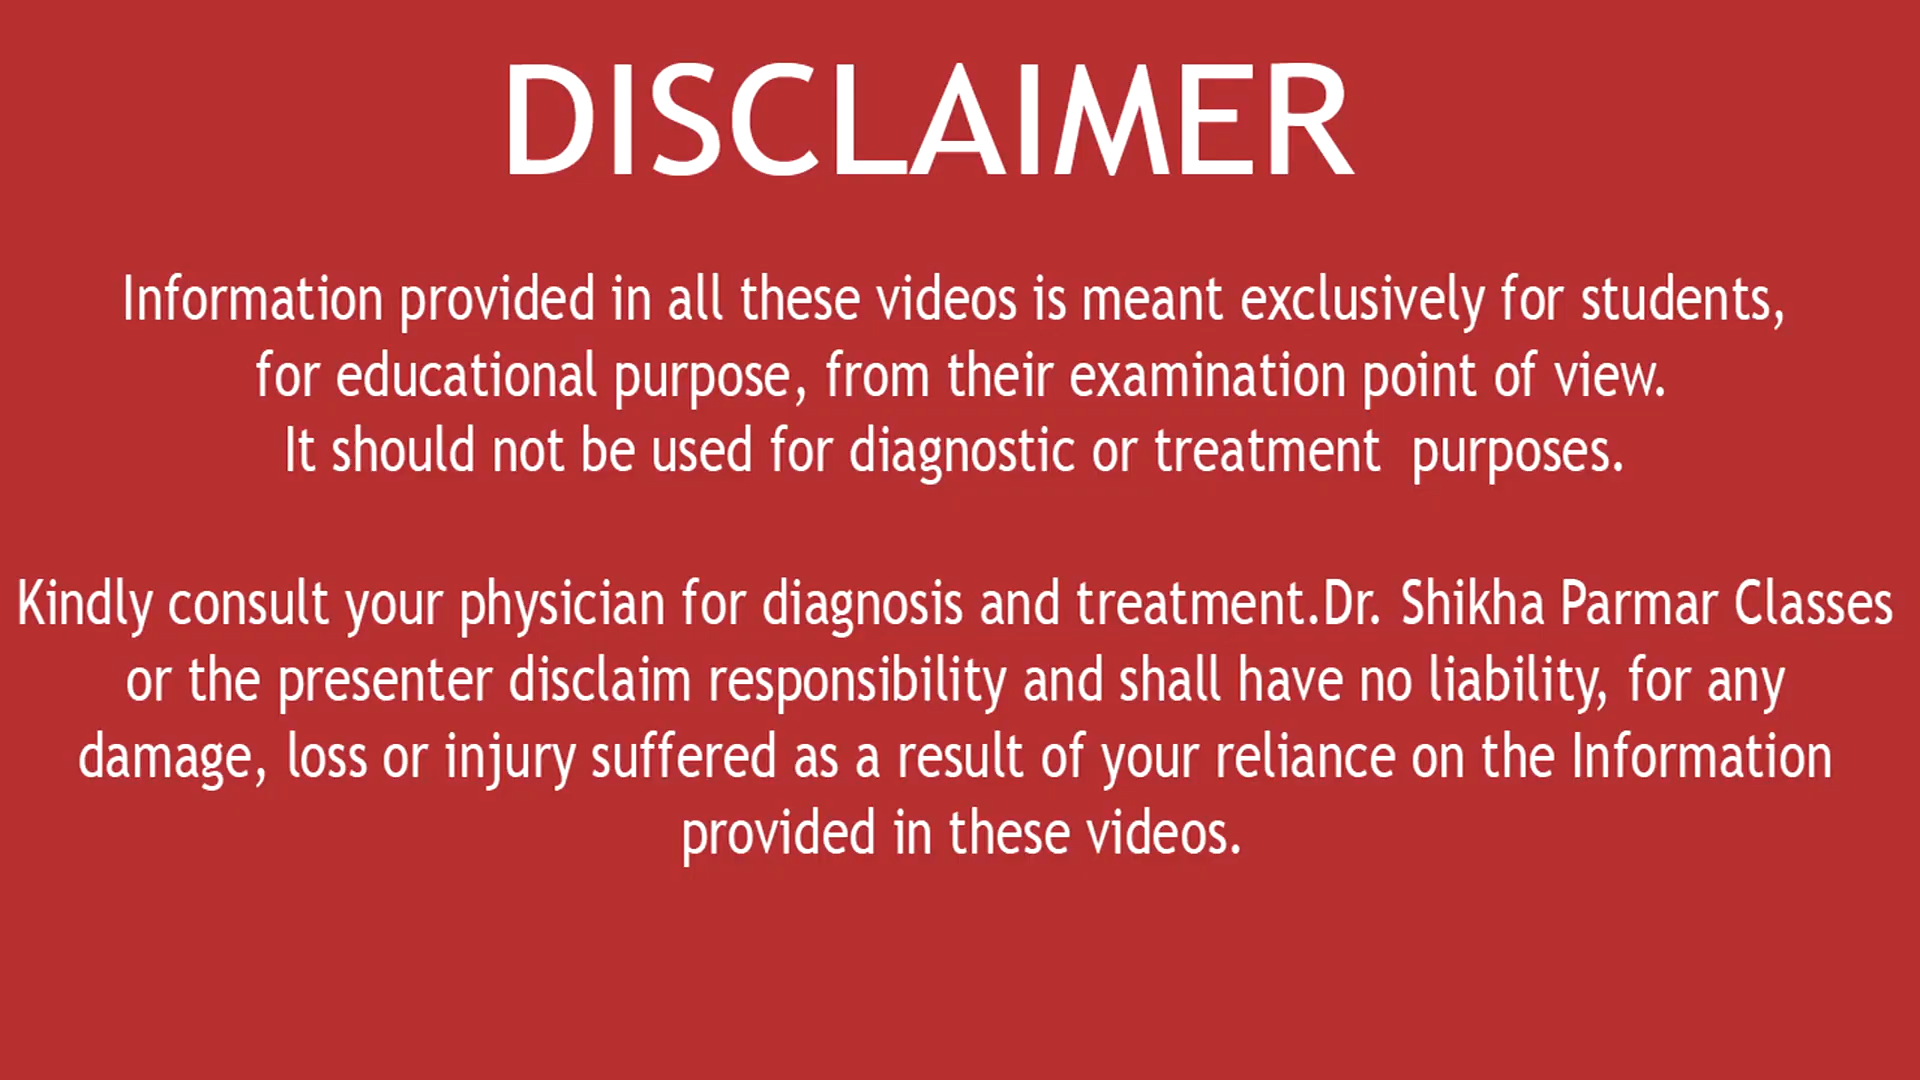 DISCLAIMER
Information provided in all these videos is meant exclusively for students,
for educational purpose, from their examination point of view.
It should not be used for diagnostic or treatment  purposes.
Kindly consult your physician for diagnosis and treatment.Dr. Shikha Parmar Classes
or the presenter disclaim responsibility and shall have no liability, for any
damage, loss or injury suffered as a result of your reliance on the Information
provided in these videos.